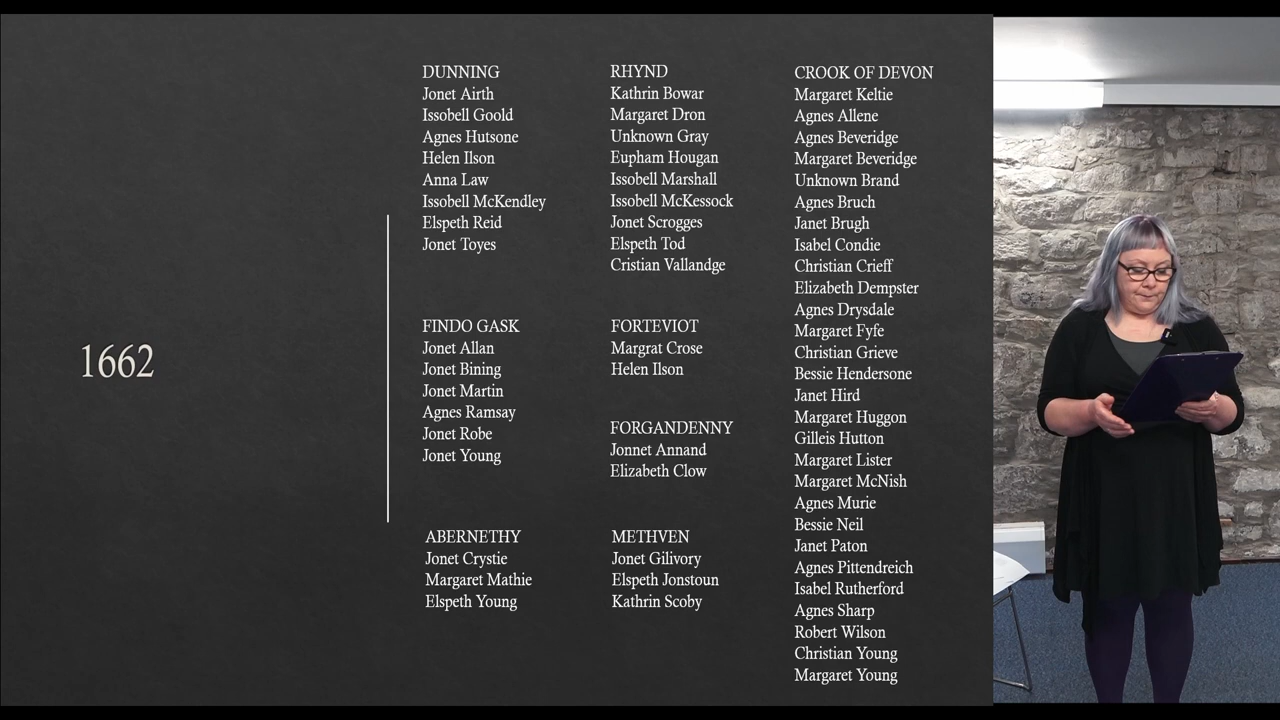 1662
DUNNING
Jonet Airth
Issobell Goold
Agnes Hutsone
Helen Ilson
Anna Law
Issobell McKendley
Elspeth Reid
Jonet Toyes
FINDO GASK
Jonet Allan
Jonet Bining
Jonet Martin
Agnes Ramsay
Jonet Robe
Jonet Young
ABERNETHY
Jonet Crystie
Margaret Mathie
Elspeth Young
RHYND
Kathrin Bowar
Margaret Dron
Unknown Gray
Eupham Hougan
Issobell Marshall
Issobell McKessock
Jonet Scrogges
Elspeth Tod
Cristian Vallandge
FORTEVIOT
Margrat Crose
Helen Ilson
FORGANDENNY
Jonnet Annand
Elizabeth Clow
METHVEN
Jonet Gilivory
Elspeth Jonstoun
Kathrin Scoby
CROOK OF DEVON
Margaret Keltie
Agnes Allene
Agnes Beveridge
Margaret Beveridge
Unknown Brand
Agnes Bruch
Janet Brugh
Isabel Condie
Christian Crieff
Elizabeth Dempster
Agnes Drysdale
Margaret Fyfe
Christian Grieve
Bessie Hendersone
Janet Hird
Margaret Huggon
Gilleis Hutton
Margaret Lister
Margaret McNish
Agnes Murie
Bessie Neil
Janet Paton
Agnes Pittendreich
Isabel Rutherford
Agnes Sharp
Robert Wilson
Christian Young
Margaret Young